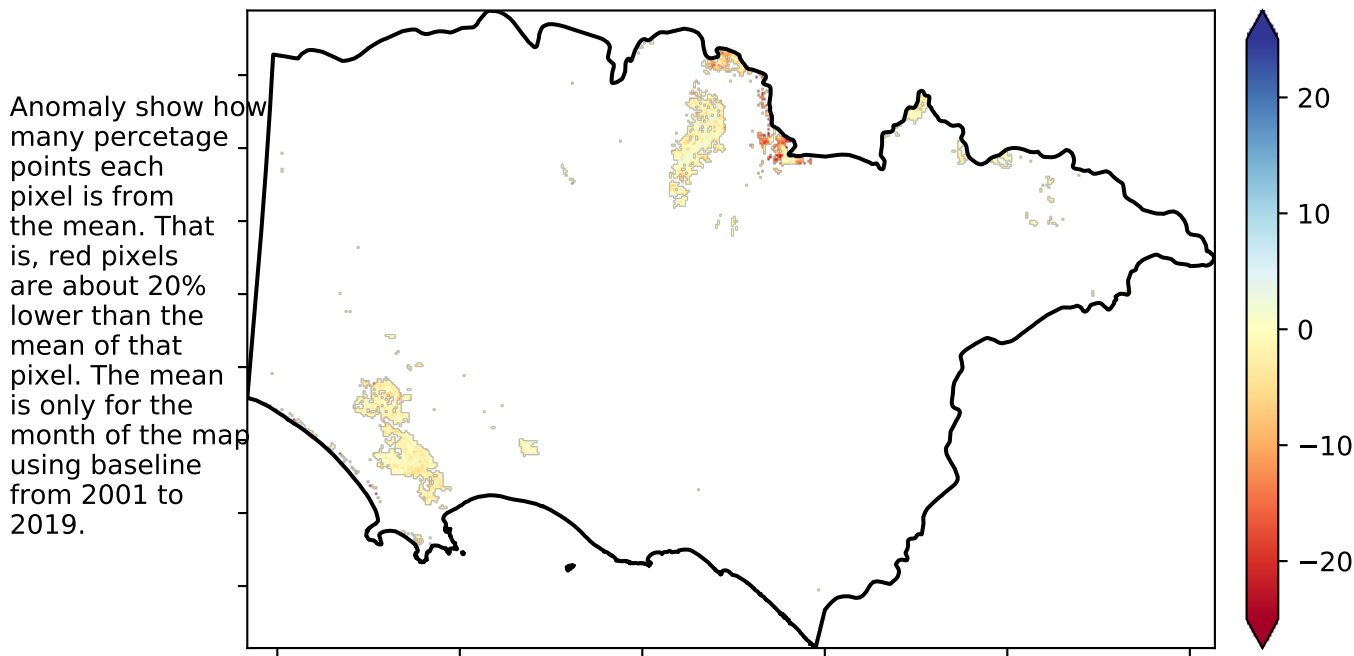 Anomaly show how
many percetage
points each
pixel is from
the mean. That
is, red pixels
are about 20%
lower than the
mean of that
pixel. The mean
is only for the
month of the map
using baseline
from 2001 to
2019.
20
10
0
−10
−20